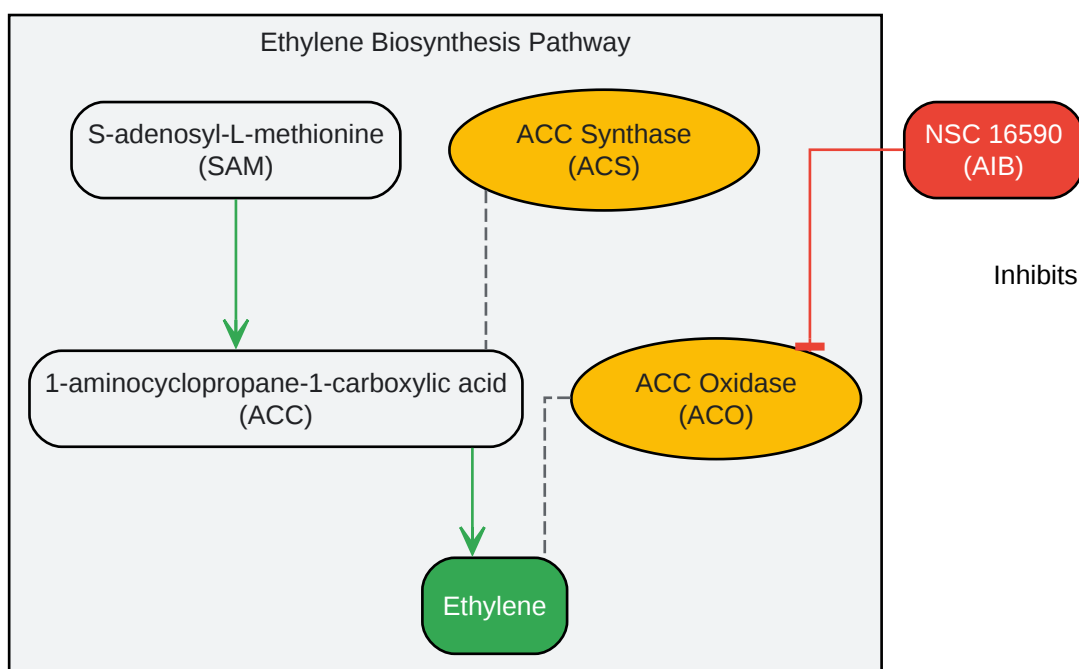 Ethylene Biosynthesis Pathway
S-adenosyl-L-methionine
(SAM)
ACC Synthase
(ACS)
NSC 16590
(AIB)
Inhibits
1-aminocyclopropane-1-carboxylic acid
(ACC)
ACC Oxidase
(ACO)
Ethylene